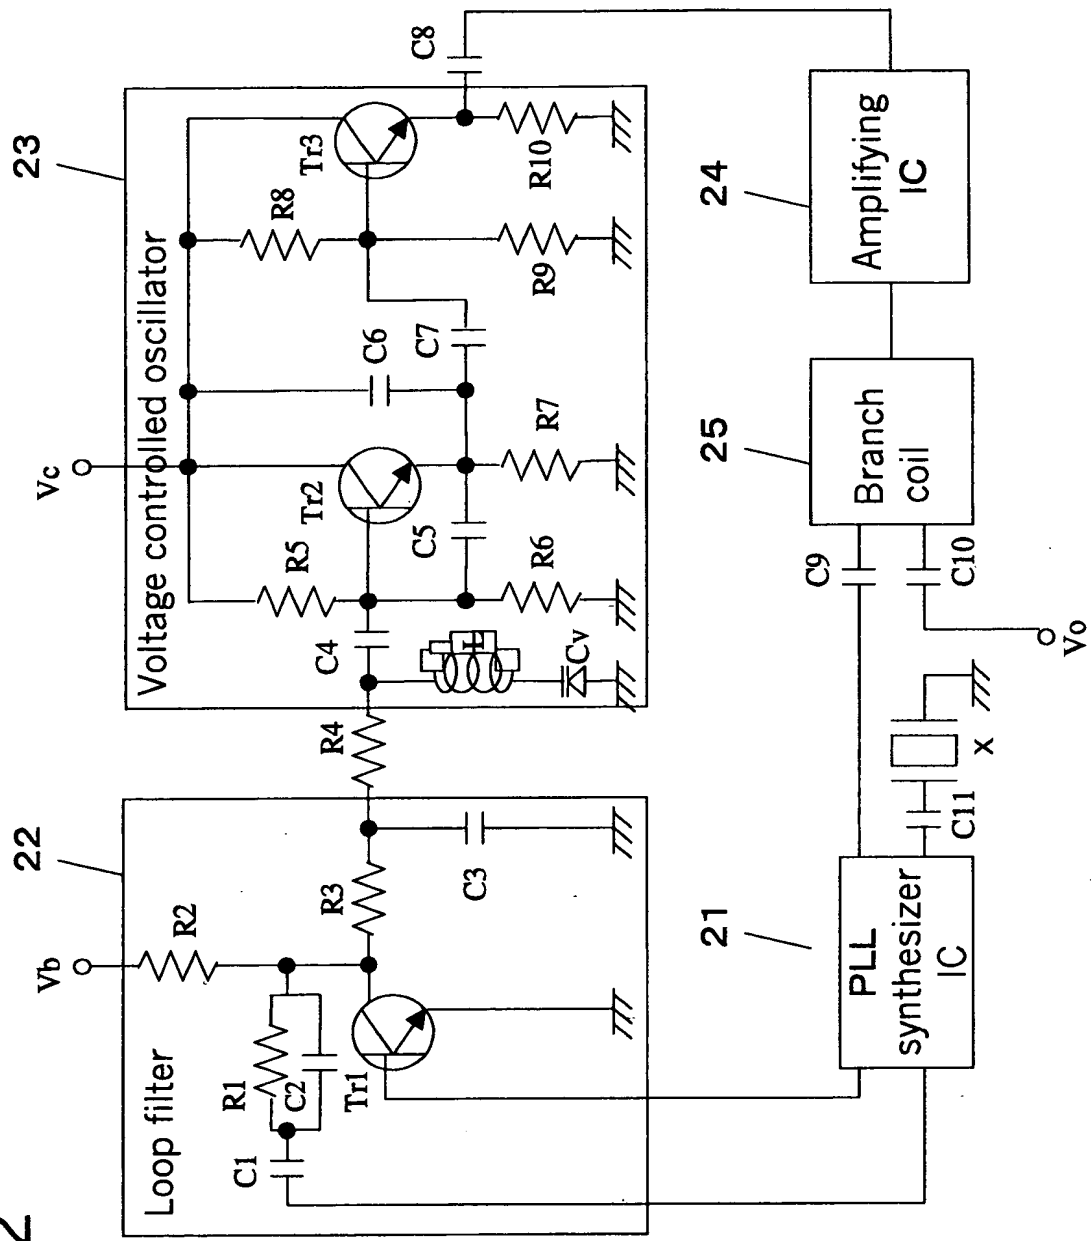 2
23
Voltage controlled oscillator
Vc
R5
Tr2
C6
R8
Tr3
C8
C4
C5
C7
L
Cv
R6
R7
R9
R10
R4
22
Loop filter
Vb
R2
R1
C2
C1
Tr1
R3
C3
21
PLL
synthesizer
IC
C11
X
C9
C10
Vo
25
Branch
coil
24
Amplifying
IC